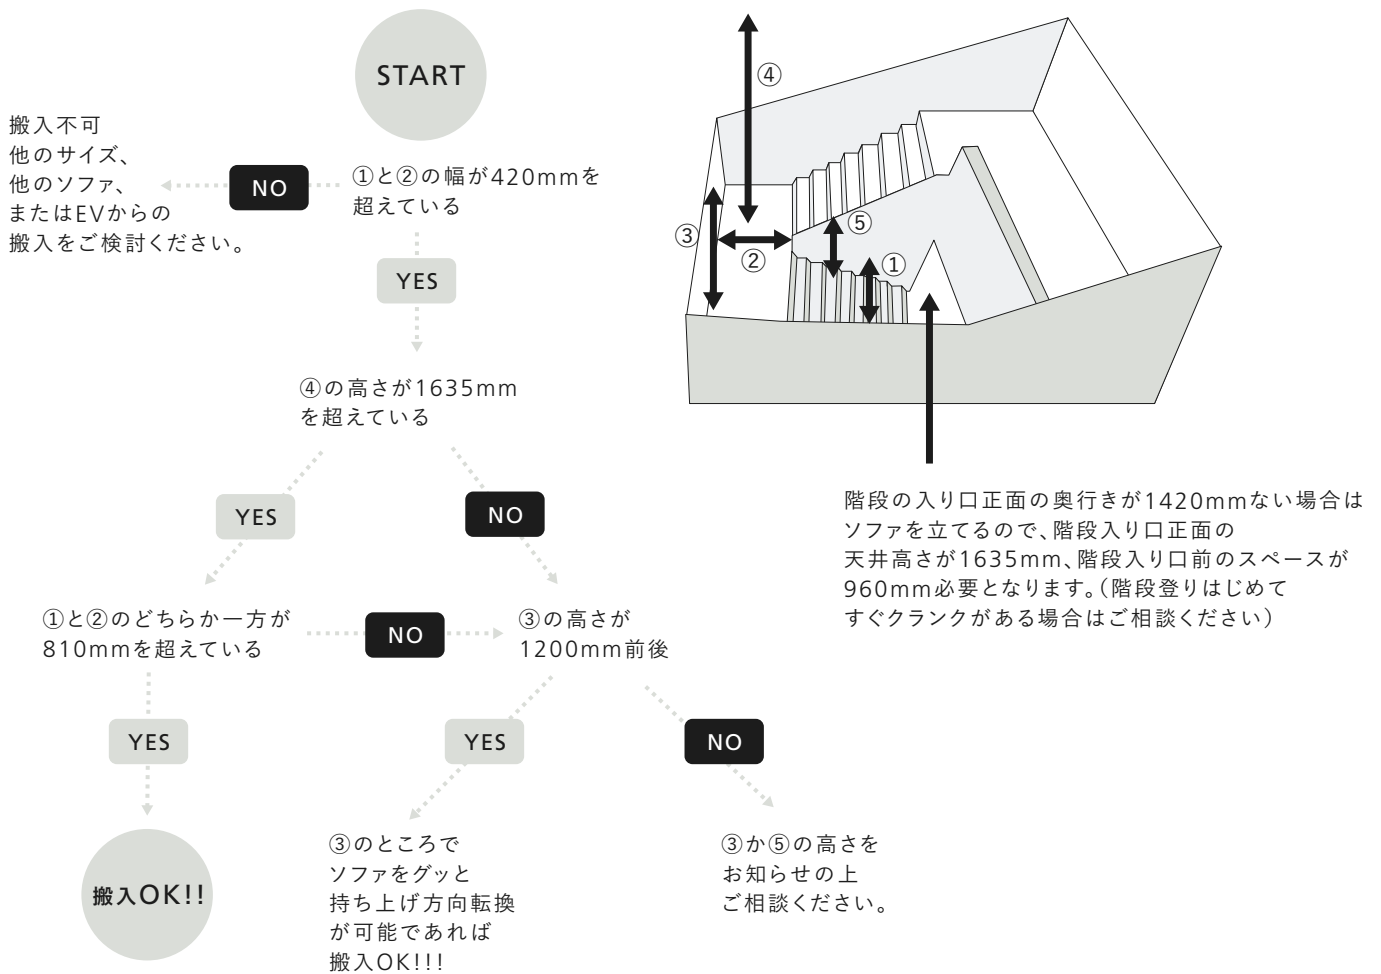 START
①と②の幅が420mmを
超えている
NO
搬入不可
他のサイズ、
他のソファ、
またはEVからの
搬入をご検討ください。
YES
④の高さが1635mm
を超えている
YES
NO
①と②のどちらか一方が
810mmを超えている
NO
③の高さが
1200mm前後
YES
YES
NO
搬入OK!!
③のところで
ソファをグッと
持ち上げ方向転換
が可能であれば
搬入OK!!!
③か⑤の高さを
お知らせの上
ご相談ください。
④
③
②
⑤
①
階段の入り口正面の奥行きが1420mmない場合は
ソファを立てるので、階段入り口正面の
天井高さが1635mm、階段入り口前のスペースが
960mm必要となります。（階段登りはじめて
すぐクランクがある場合はご相談ください）